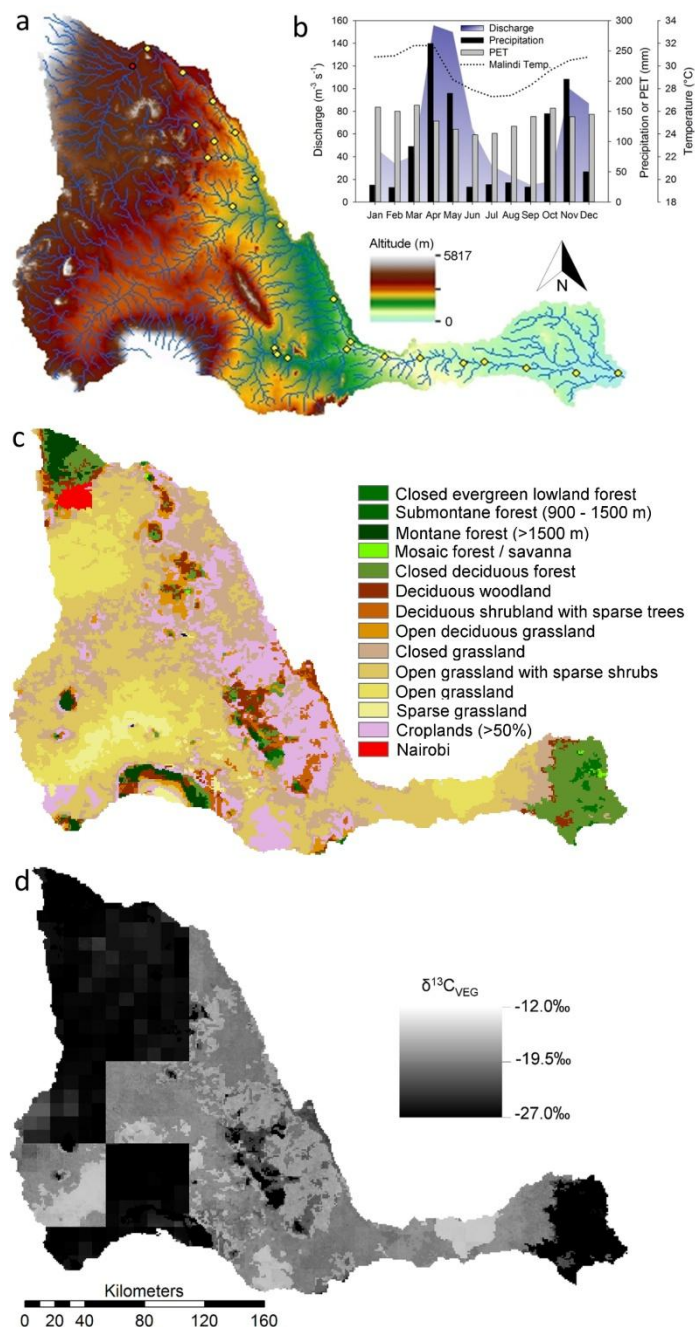 a
b
Discharge (m⁻³ s⁻¹)
160
140
120
100
80
60
40
20
0
Discharge
Precipitation
PET
Malindi Temp.
300
250
200
150
100
50
0
Precipitation or PET (mm)
34
32
30
28
26
24
22
20
18
Temperature (°C)
Jan Feb Mar Apr May Jun Jul Aug Sep Oct Nov Dec
Altitude (m)
5817
0
N
c
Closed evergreen lowland forest
Submontane forest (900 - 1500 m)
Montane forest (>1500 m)
Mosaic forest / savanna
Closed deciduous forest
Deciduous woodland
Deciduous shrubland with sparse trees
Open deciduous grassland
Closed grassland
Open grassland with sparse shrubs
Open grassland
Sparse grassland
Croplands (>50%)
Nairobi
d
δ¹³C_VEG
-12.0‰
-19.5‰
-27.0‰
Kilometers
0 20 40 80 120 160